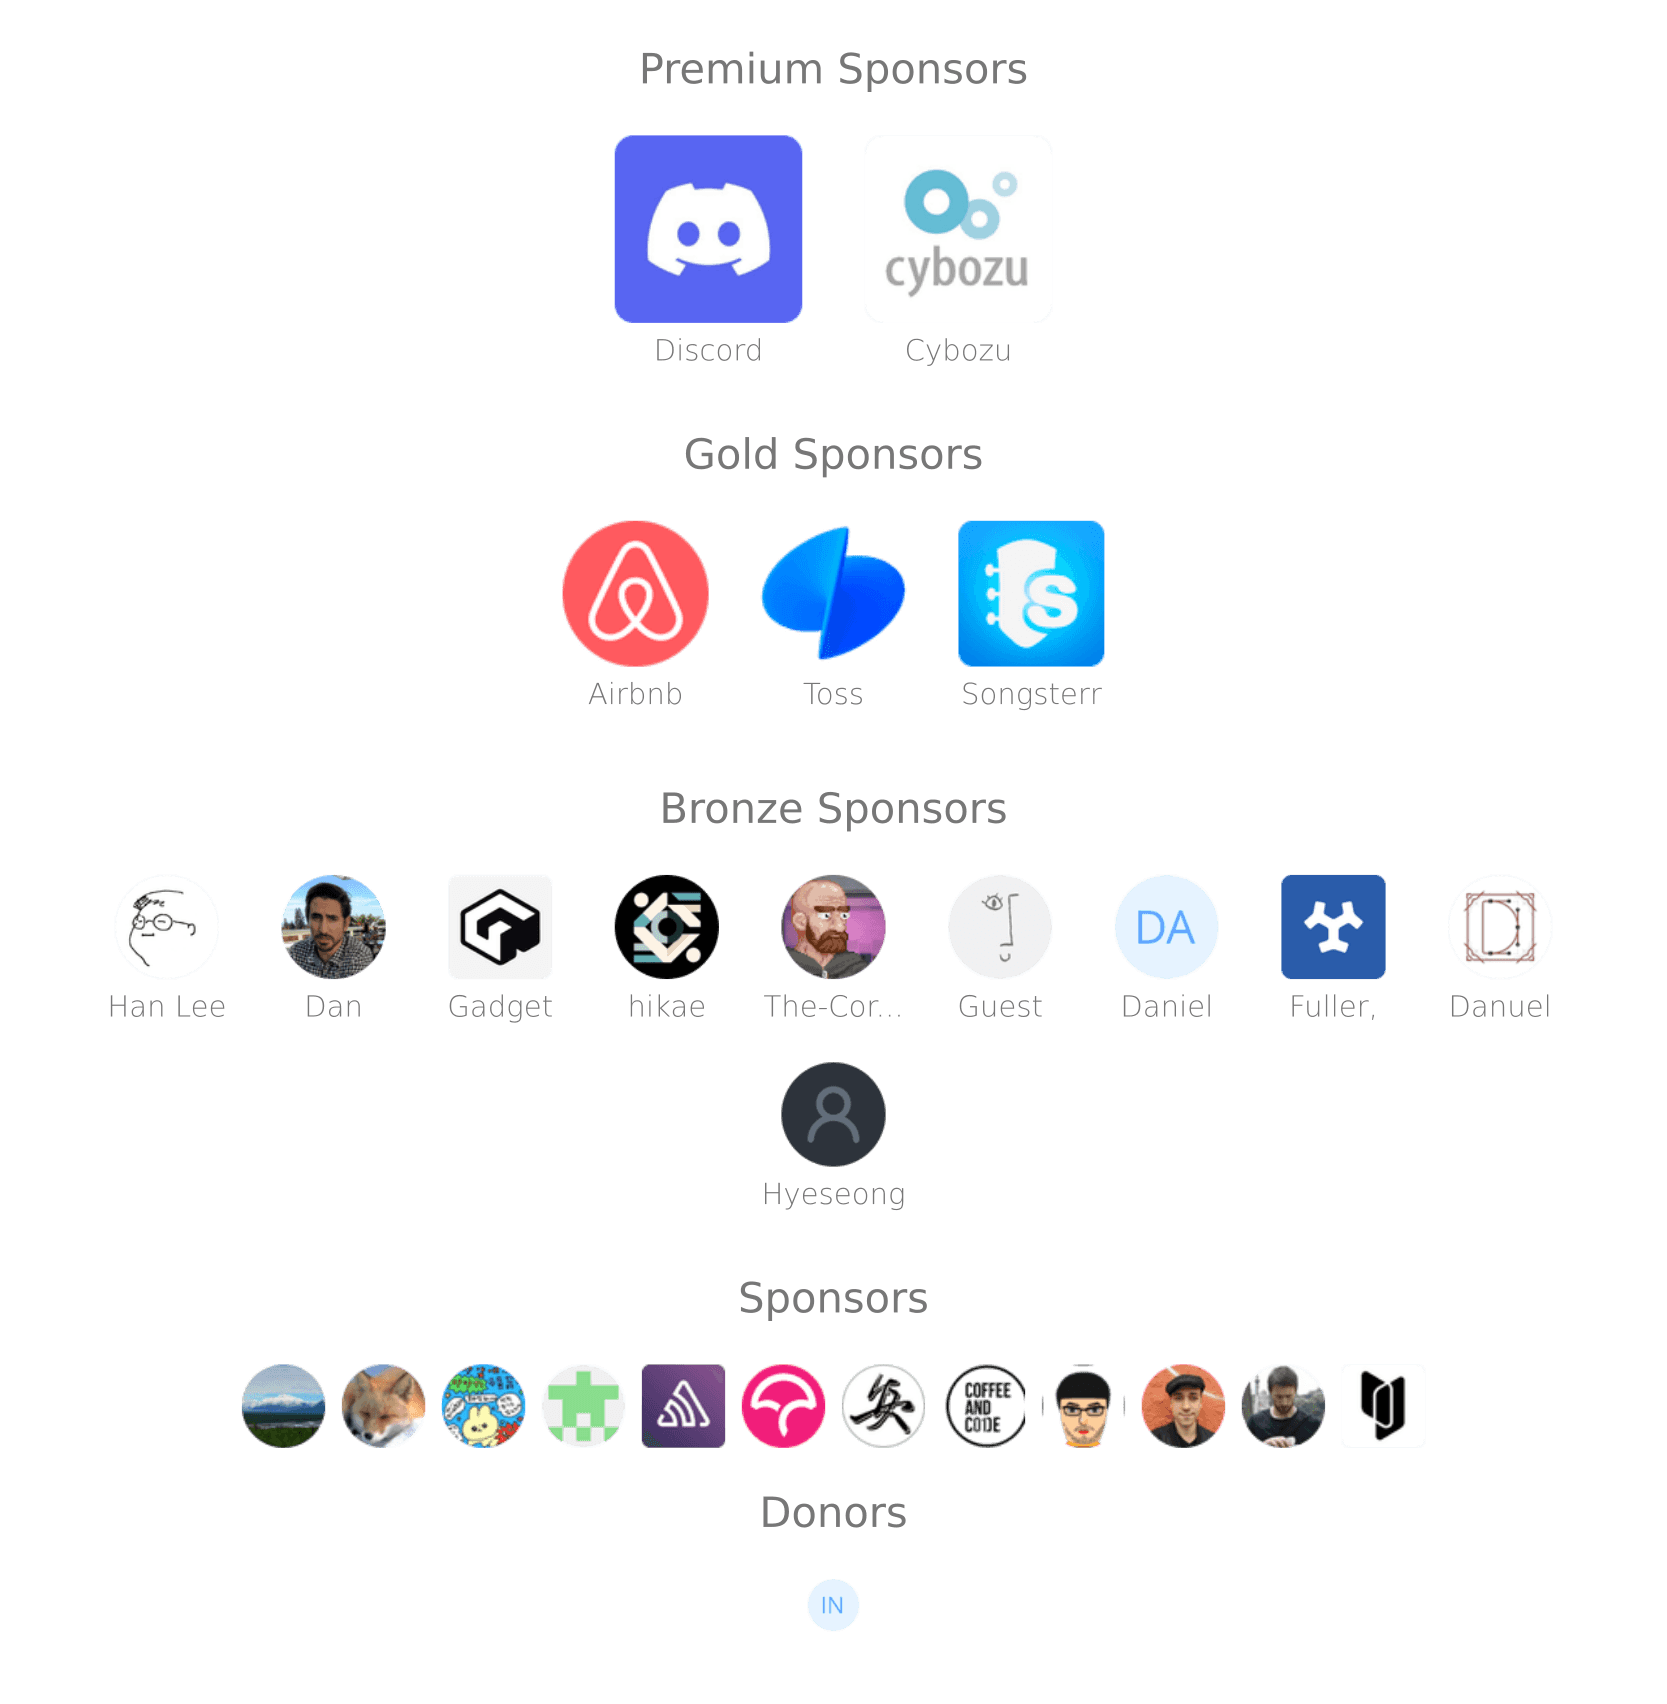 Premium Sponsors
cybozu
Discord
Cybozu
Gold Sponsors
S
Airbnb
Toss
Songsterr
Bronze Sponsors
DA
Han Lee
Dan
Gadget
hikae
The-Cor...
Guest
Daniel
Fuller,
Danuel
Hyeseong
Sponsors
COFFEE
AND
CODE
Donors
IN